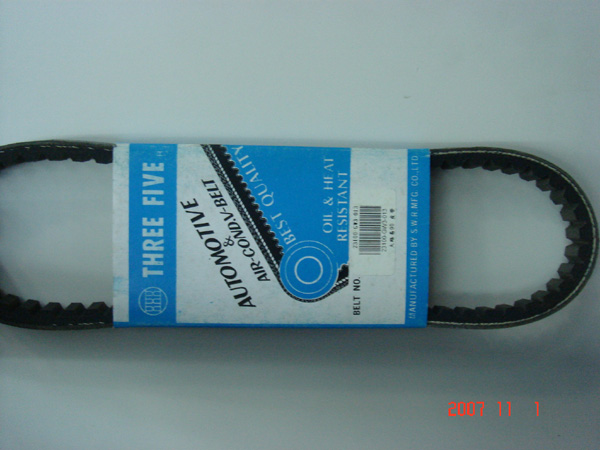 THREE FIVE
AUTOMOTIVE
&
AIR-COND.V-BELT
BEST QUALITY
OIL & HEAT
RESISTANT
BELT NO.
MANUFACTURED BY S.W.R MFG. CO.,LTD.
2007 11 1